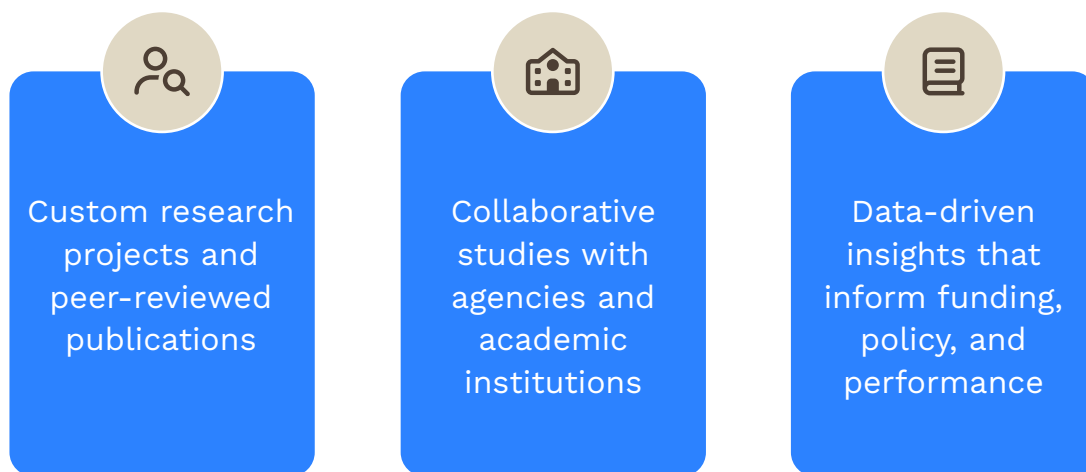 Custom research
projects and
peer-reviewed
publications
Collaborative
studies with
agencies and
academic
institutions
Data-driven
insights that
inform funding,
policy, and
performance